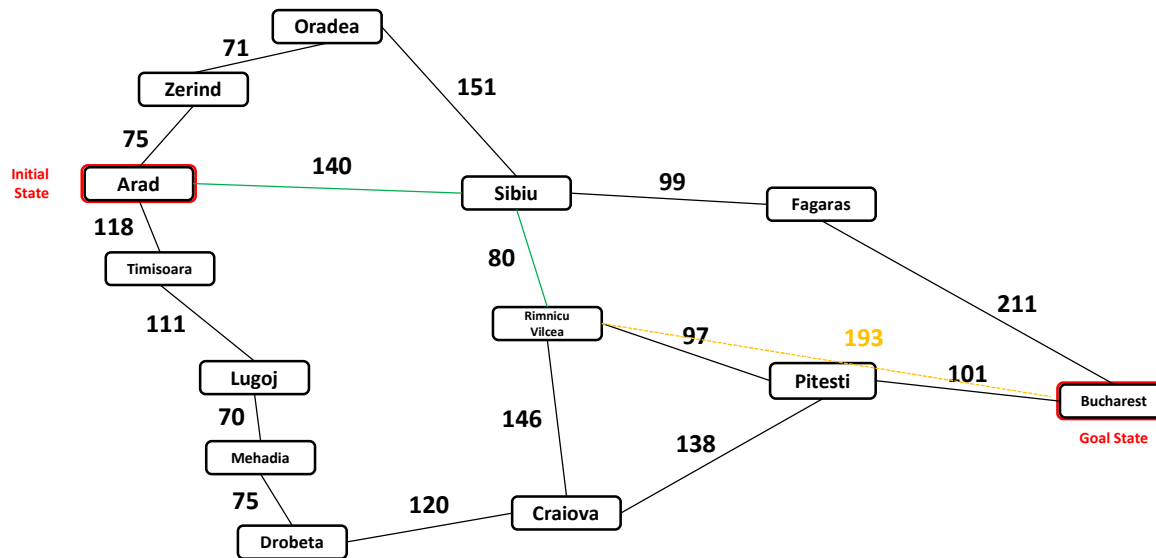 Oradea
71
Zerind
151
75
Initial
State
Arad
140
Sibiu
99
Fagaras
118
Timisoara
80
111
Rimnicu
Vilcea
97
193
211
Lugoj
Pitesti
101
Bucharest
70
146
138
Goal State
Mehadia
75
120
Craiova
Drobeta